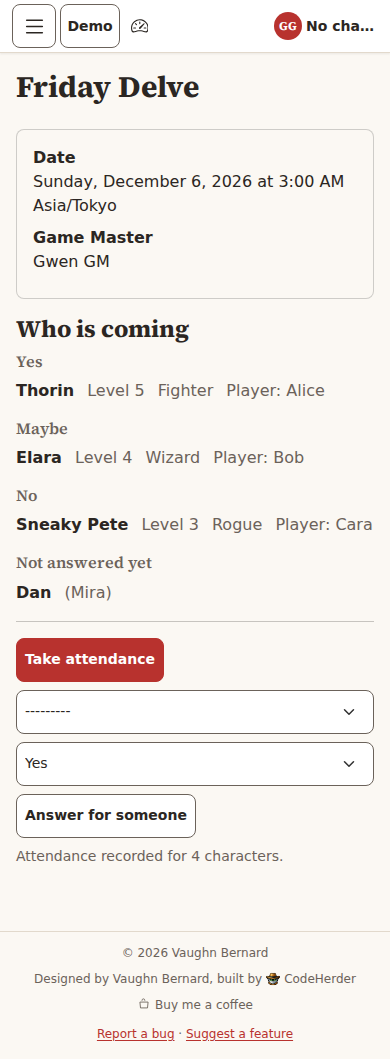 Demo
GG No cha...
Friday Delve
Date
Sunday, December 6, 2026 at 3:00 AM
Asia/Tokyo
Game Master
Gwen GM
Who is coming
Yes
Thorin Level 5 Fighter Player: Alice
Maybe
Elara Level 4 Wizard Player: Bob
No
Sneaky Pete Level 3 Rogue Player: Cara
Not answered yet
Dan (Mira)
Take attendance
---------
Yes
Answer for someone
Attendance recorded for 4 characters.
© 2026 Vaughn Bernard
Designed by Vaughn Bernard, built by CodeHerder
Buy me a coffee
Report a bug · Suggest a feature